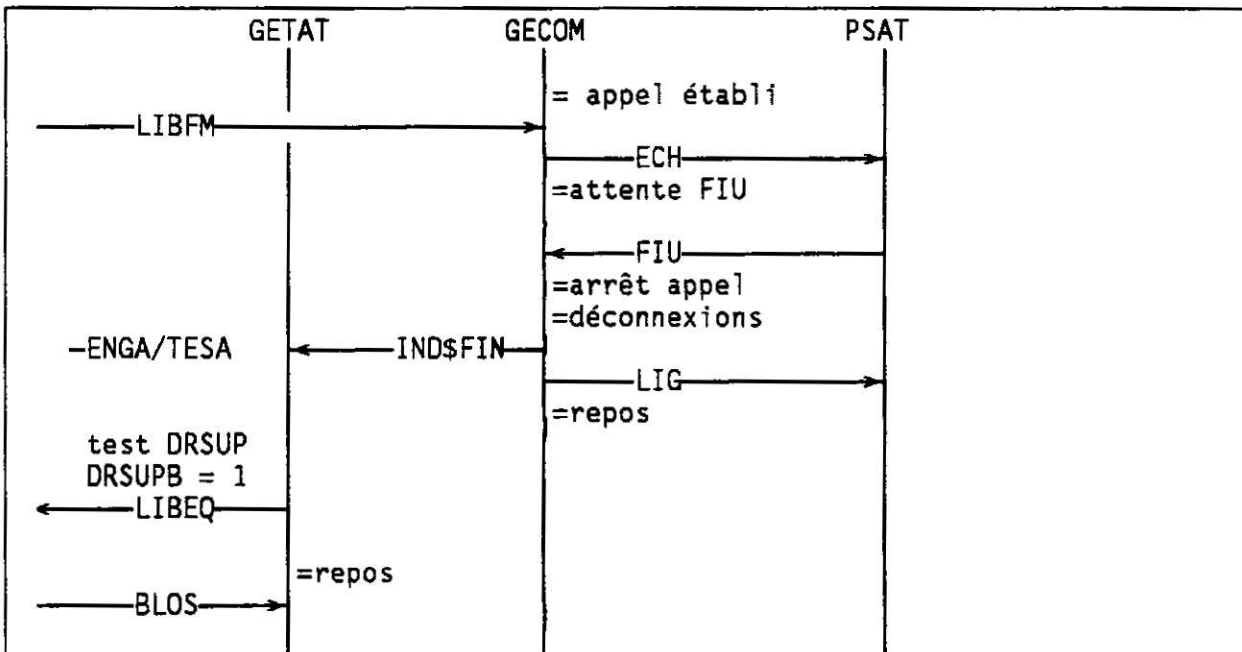 GETAT GECOM PSAT
= appel établi
LIBFM
ECH
=attente FIU
FIU
=arrêt appel
=déconnexions
-ENGA/TESA IND$FIN
LIG
=repos
test DRSUP
DRSUPB = 1
LIBEQ
=repos
BLOS